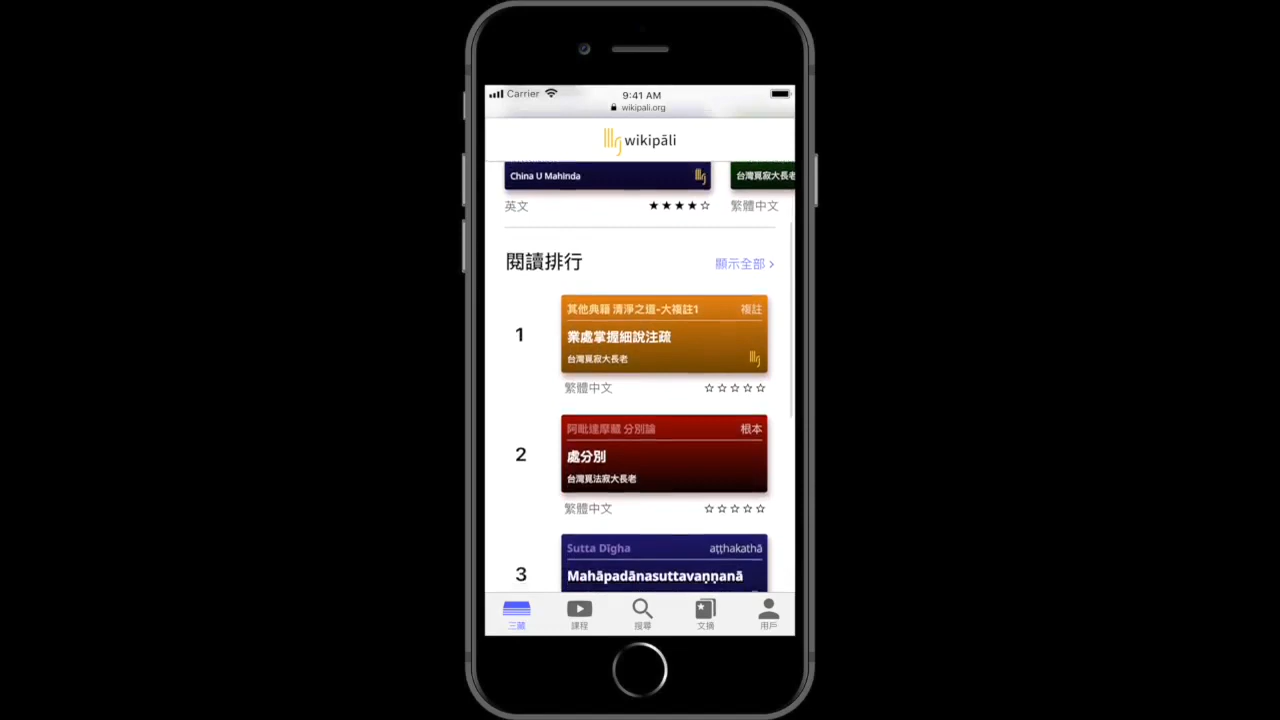 Carrier
9:41 AM
wikipali.org
wikipāli
China U Mahinda
台灣覓寂大長老
英文
繁體中文
閱讀排行
顯示全部 >
1
其他典籍 清淨之道-大複註1
複註
業處掌握細說注疏
台灣覓寂大長老
繁體中文
2
阿毗達摩藏 分別論
根本
處分別
台灣覓法寂大長老
繁體中文
3
Sutta Dīgha
aṭṭhakathā
Mahāpadānasuttavaṇṇanā
三藏
課程
搜尋
文摘
用戶